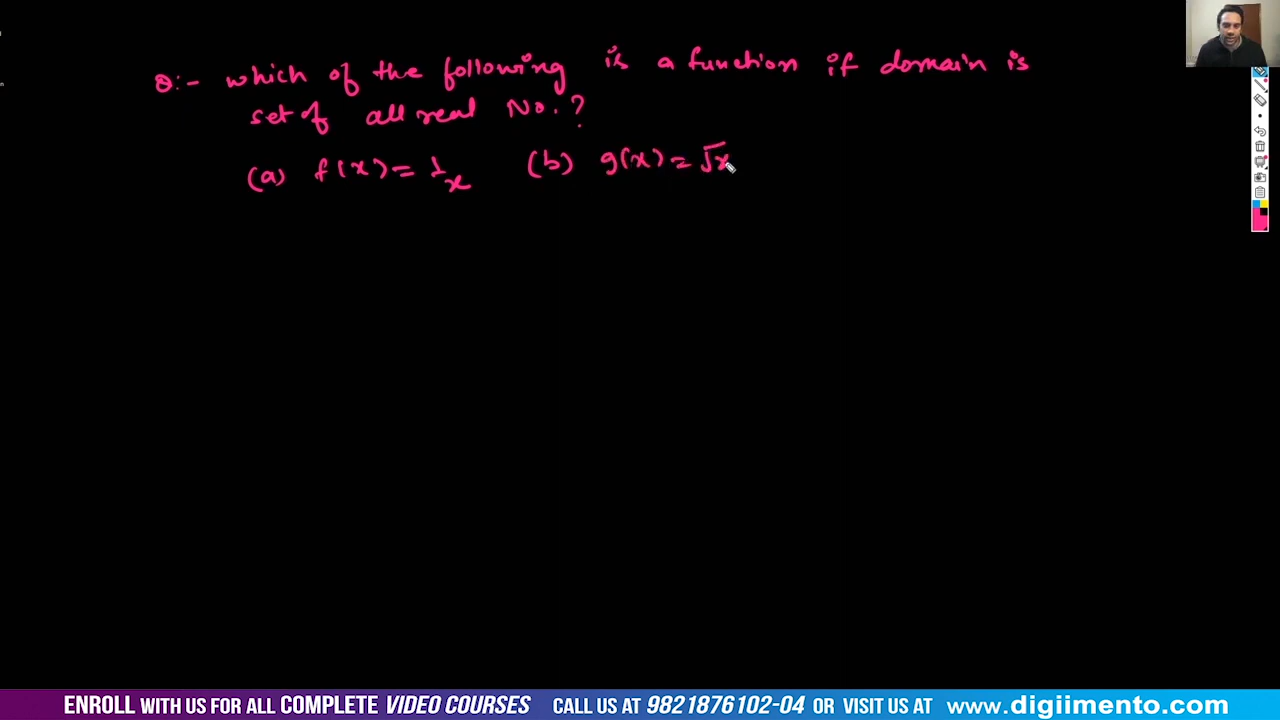 Q:- which of the following is a function if domain is
set of all real No.?
(a) f(x) = 1/x (b) g(x) = √x
ENROLL WITH US FOR ALL COMPLETE VIDEO COURSES CALL US AT 9821876102-04 OR VISIT US AT www.digiimento.com